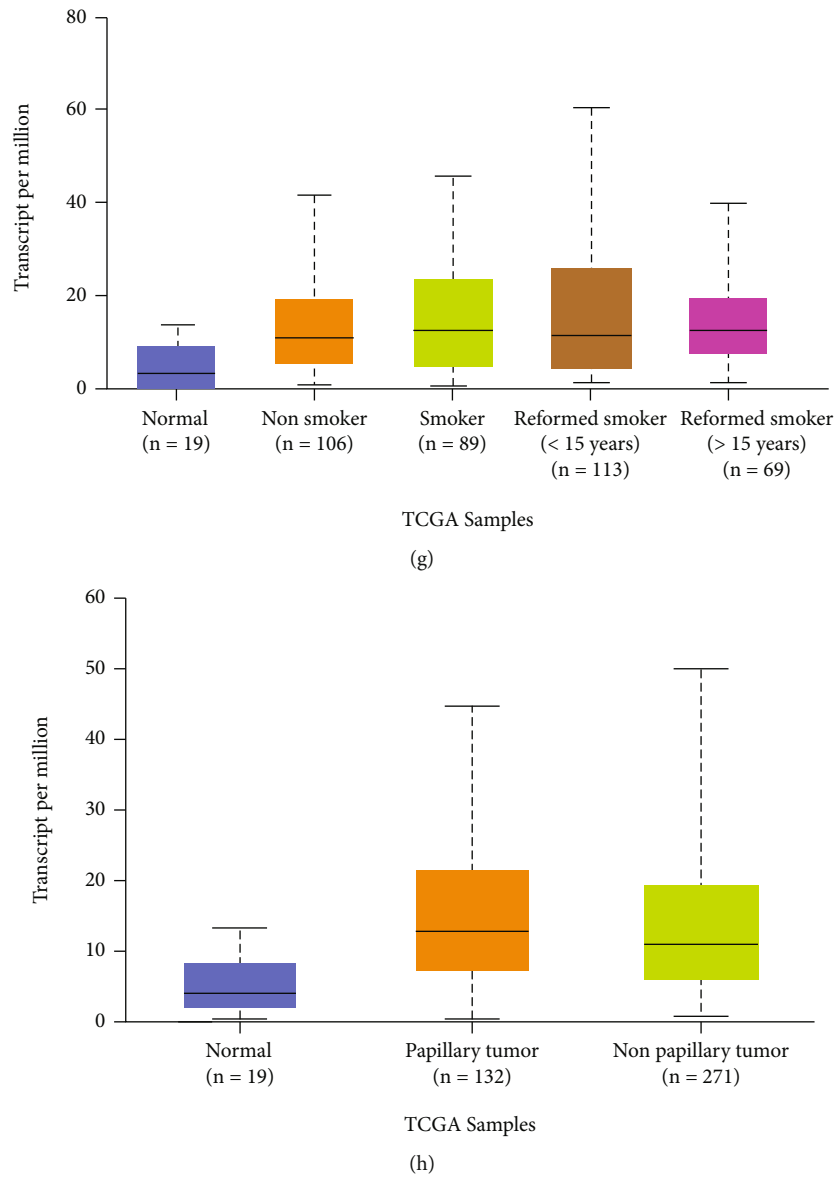 80
60
40
20
0
Transcript per million
Normal
(n = 19)
Non smoker
(n = 106)
Smoker
(n = 89)
Reformed smoker
(< 15 years)
(n = 113)
Reformed smoker
(> 15 years)
(n = 69)
TCGA Samples
(g)
60
50
40
30
20
10
0
Transcript per million
Normal
(n = 19)
Papillary tumor
(n = 132)
Non papillary tumor
(n = 271)
TCGA Samples
(h)